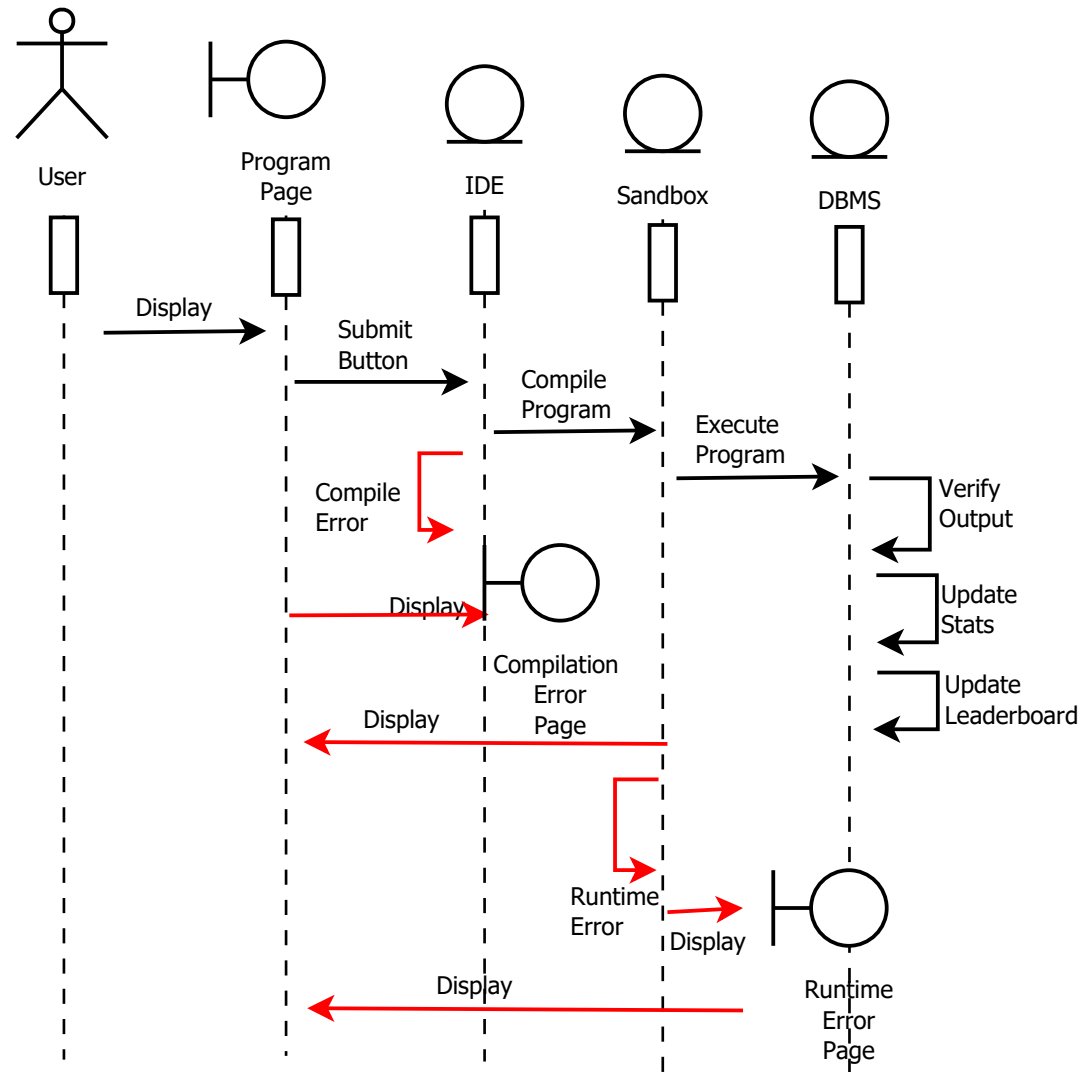 User
Program
Page
IDE
Sandbox
DBMS
Display
Submit
Button
Compile
Program
Execute
Program
Compile
Error
Verify
Output
Display
Update
Stats
Compilation
Error
Page
Display
Update
Leaderboard
Runtime
Error
Display
Display
Runtime
Error
Page